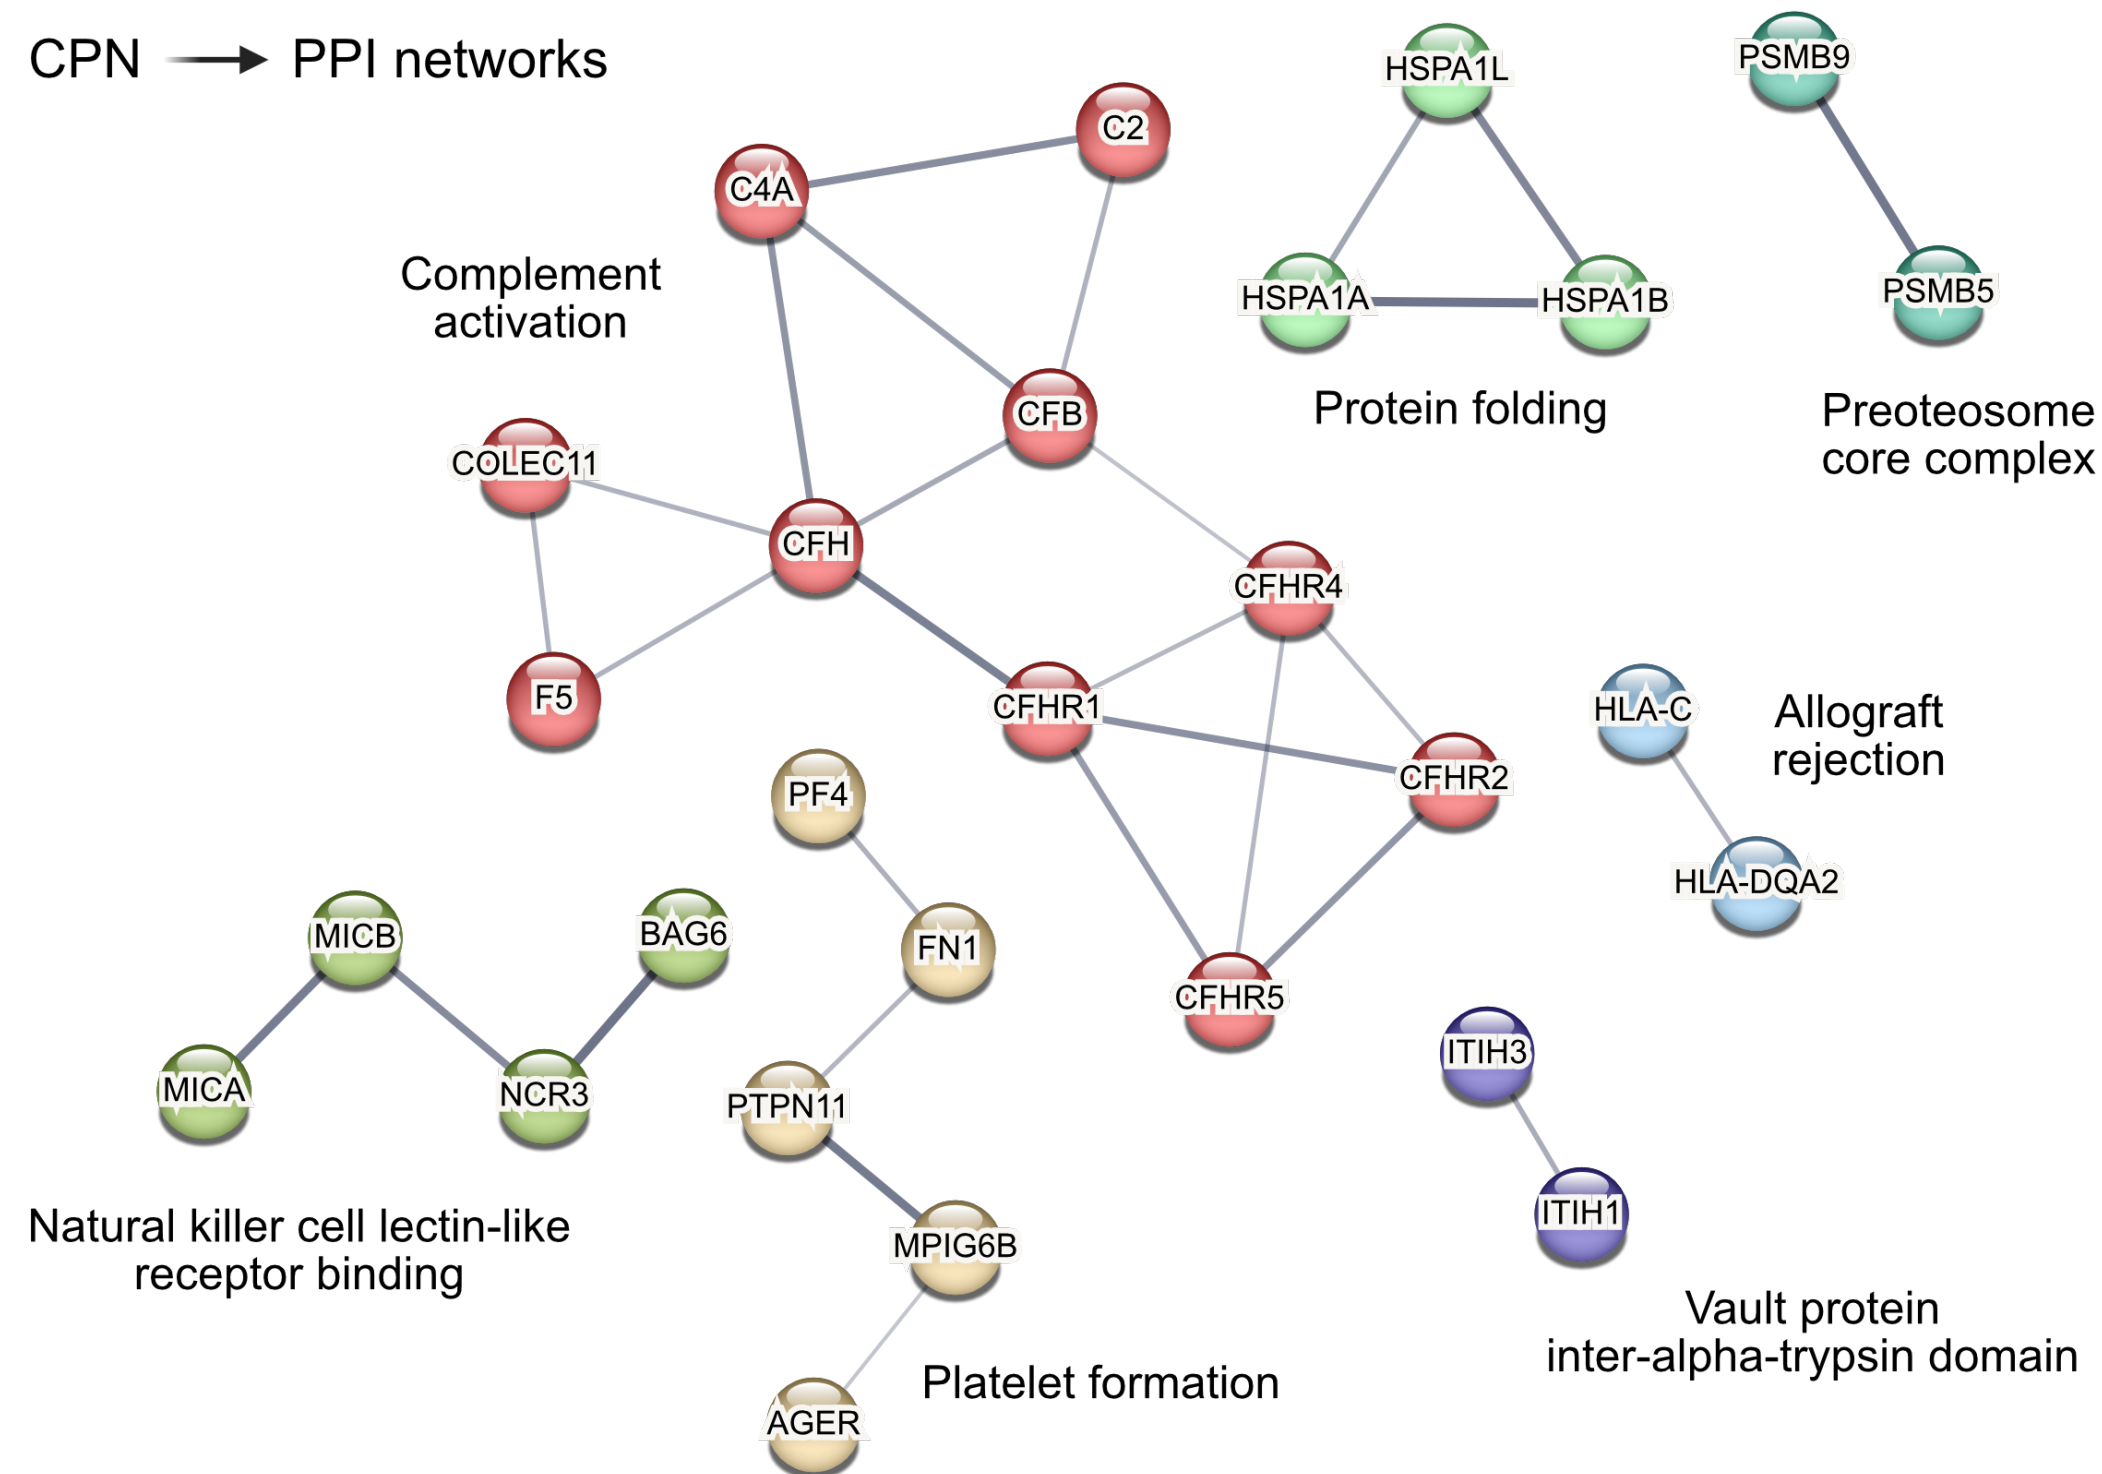 CPN → PPI networks
HSPA1L
PSMB9
C2
C4A
Complement
activation
HSPA1A
HSPA1B
PSMB5
Protein folding
Preoteosome
core complex
CFB
COLEC11
CFH
CFHR4
F5
CFHR1
HLA-C
Allograft
rejection
CFHR2
PF4
HLA-DQA2
MICB
BAG6
FN1
CFHR5
ITIH3
MICA
NCR3
PTPN11
ITIH1
Natural killer cell lectin-like
receptor binding
MPIG6B
Vault protein
inter-alpha-trypsin domain
Platelet formation
AGER